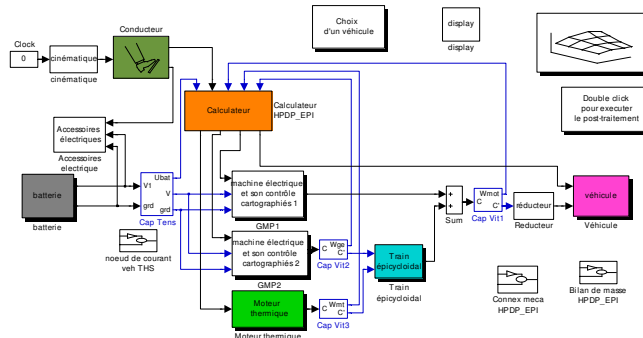 Conducteur
Clock
0
cinématique
cinématique
Choix
d'un véhicule
display
display
Double click
pour executer
le post-traitement
Calculateur
Calculateur
HPDP_EPI
Accessoires
électriques
Accessoires
electrique
batterie
batterie
V1
grd
Ubat
V
grd
Cap Tens
noeud de courant
veh THS
machine électrique
et son contrôle
cartographiés 1
GMP1
machine électrique
et son contrôle
cartographiés 2
GMP2
C
Wge
C'
Cap Vit2
Moteur
thermique
Moteur thermique
C
Wmt
C'
Cap Vit3
Train
épicycloidal
Train
épicycloidal
+
+
Sum
Wmot
C
C'
Cap Vit1
réducteur
Reducteur
véhicule
Véhicule
Connex meca
HPDP_EPI
Bilan de masse
HPDP_EPI